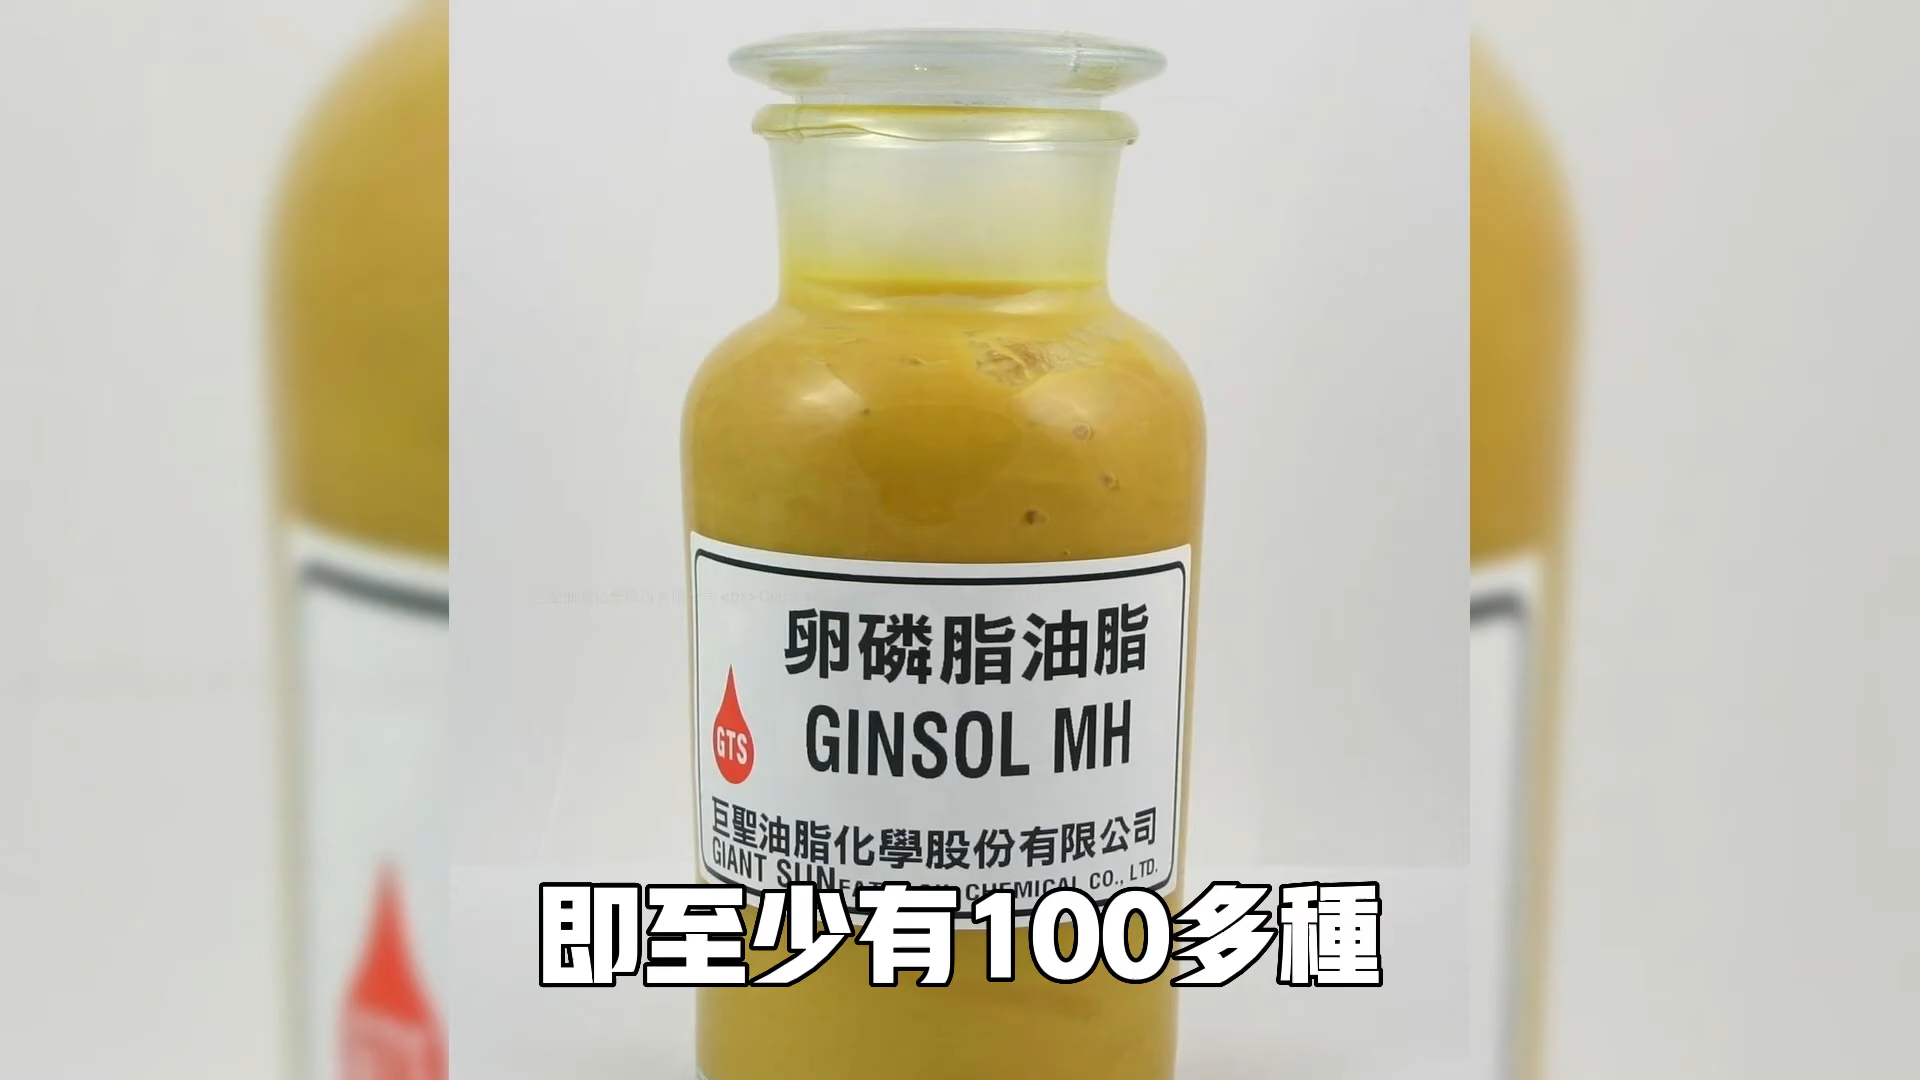 卵磷脂油脂
GINSOL MH
GTS
巨聖油脂化學股份有限公司
GIANT SUN CHEMICAL CO., LTD.
即至少有100多種